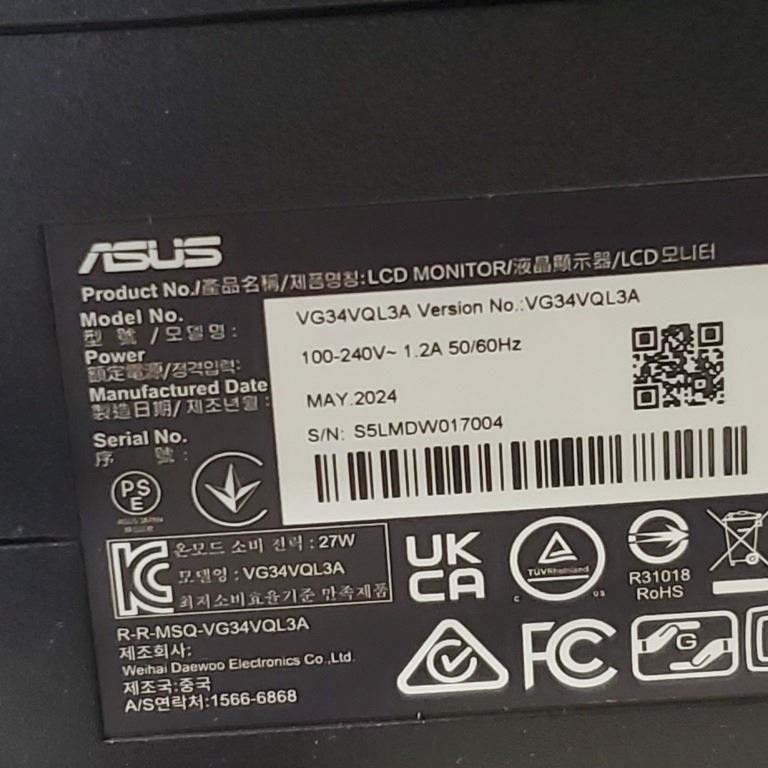 ASUS
Product No./產品名稱/제품명칭:LCD MONITOR/液晶顯示器/LCD모니터
Model No.
型 號 /모델명:
VG34VQL3A Version No.:VG34VQL3A
Power
額定電源/정격입력:
100-240V~ 1.2A 50/60Hz
Manufactured Date
製造日期/ 제조년월:
MAY.2024
Serial No.
序 號:
S/N: S5LMDW017004
PS
E
ASUS JAPAN
온모드 소비 전력 : 27W
모델명 : VG34VQL3A
최저소비효율기준 만족제품
UK
CA
TÜVRheinland
C US
R31018
RoHS
R-R-MSQ-VG34VQL3A
제조회사:
Weihai Daewoo Electronics Co.,Ltd.
제조국:중국
A/S연락처:1566-6868
FC
G